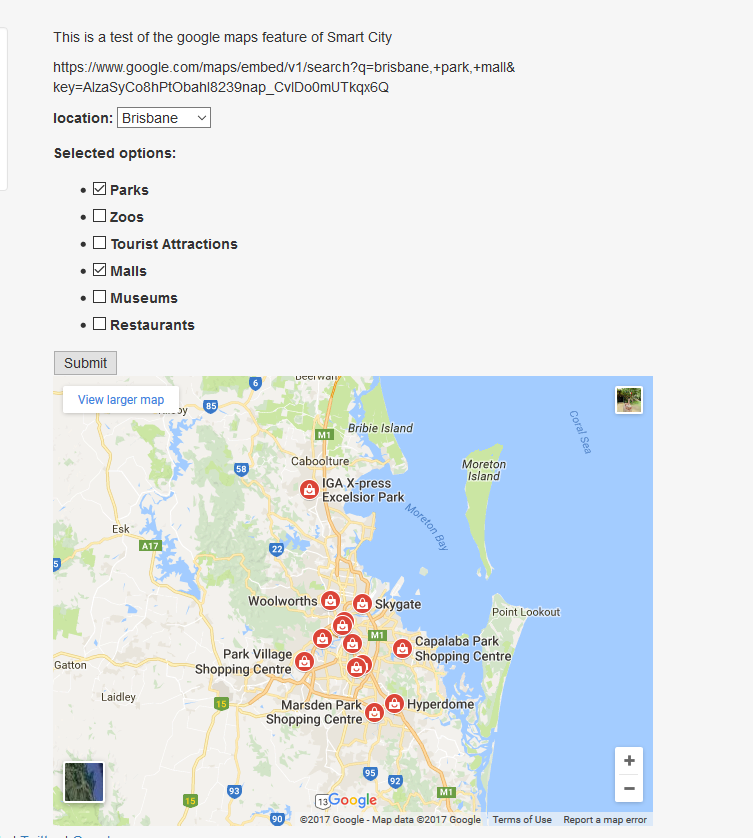 This is a test of the google maps feature of Smart City
https://www.google.com/maps/embed/v1/search?q=brisbane,+park,+mall&
key=AIzaSyCo8hPtObahI8239nap_CvIDo0mUTkqx6Q
location: Brisbane
Selected options:
Parks
Zoos
Tourist Attractions
Malls
Museums
Restaurants
Submit
View larger map
6
Beerwah
85
Bribie Island
M1
Coral Sea
Caboolture
58
Moreton
Island
IGA X-press
Excelsior Park
Moreton Bay
Esk
A17
22
5
Woolworths
Skygate
Point Lookout
M1
Capalaba Park
Shopping Centre
Park Village
Shopping Centre
Gatton
Laidley
15
Marsden Park
Shopping Centre
Hyperdome
95
92
93
15
13
Google
M1
90
©2017 Google - Map data ©2017 Google
Terms of Use
Report a map error